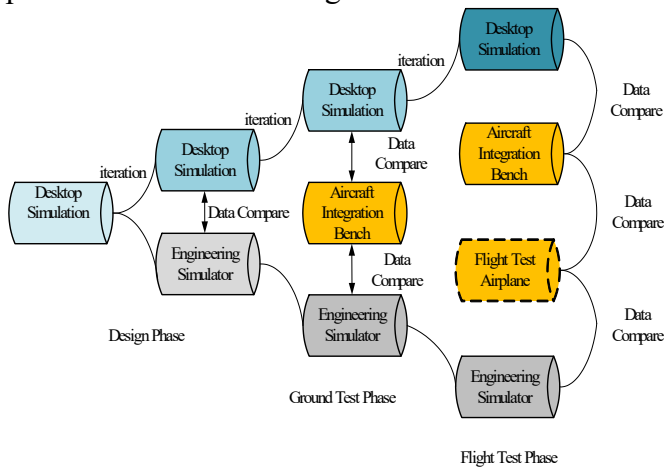 Desktop
Simulation
iteration
Desktop
Simulation
Data Compare
Engineering
Simulator
Design Phase
iteration
Desktop
Simulation
Data
Compare
Aircraft
Integration
Bench
Data
Compare
Engineering
Simulator
Ground Test Phase
iteration
Desktop
Simulation
Data
Compare
Aircraft
Integration
Bench
Data
Compare
Flight Test
Airplane
Data
Compare
Engineering
Simulator
Flight Test Phase